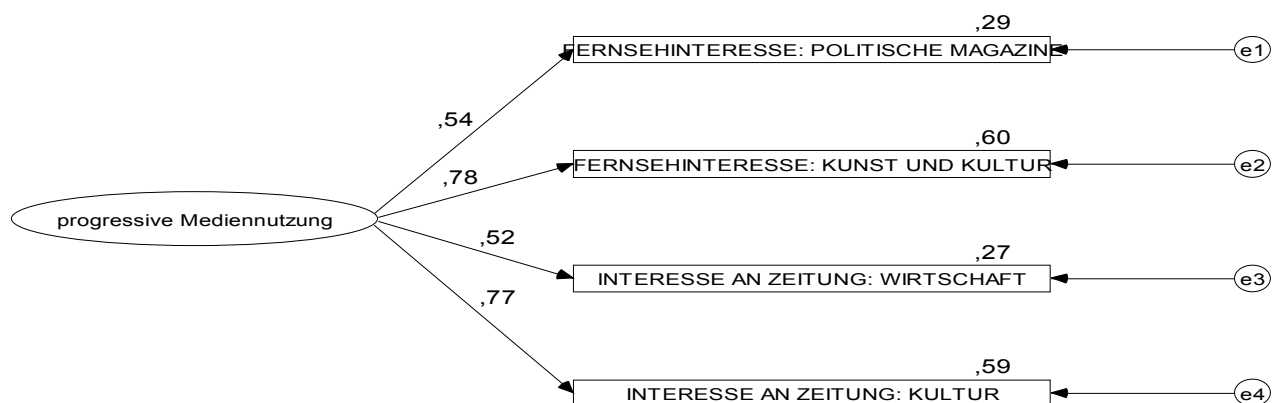 ,29
FERNSEHINTERESSE: POLITISCHE MAGAZINE
e1
,54
,60
FERNSEHINTERESSE: KUNST UND KULTUR
e2
,78
progressive Mediennutzung
,52
,27
INTERESSE AN ZEITUNG: WIRTSCHAFT
e3
,77
,59
INTERESSE AN ZEITUNG: KULTUR
e4